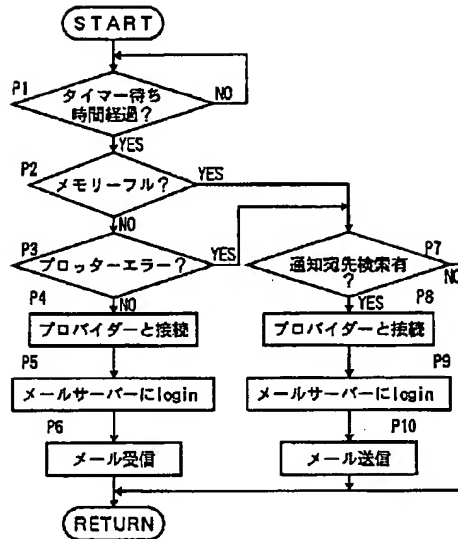 START
P1
タイマー待ち
時間経過?
NO
YES
P2
メモリーフル?
YES
NO
P3
プロッターエラー?
YES
NO
P7
通知宛先検索有
?
NO
YES
P4
プロバイダーと接続
P8
プロバイダーと接続
P5
メールサーバーにlogin
P9
メールサーバーにlogin
P6
メール受信
P10
メール送信
RETURN